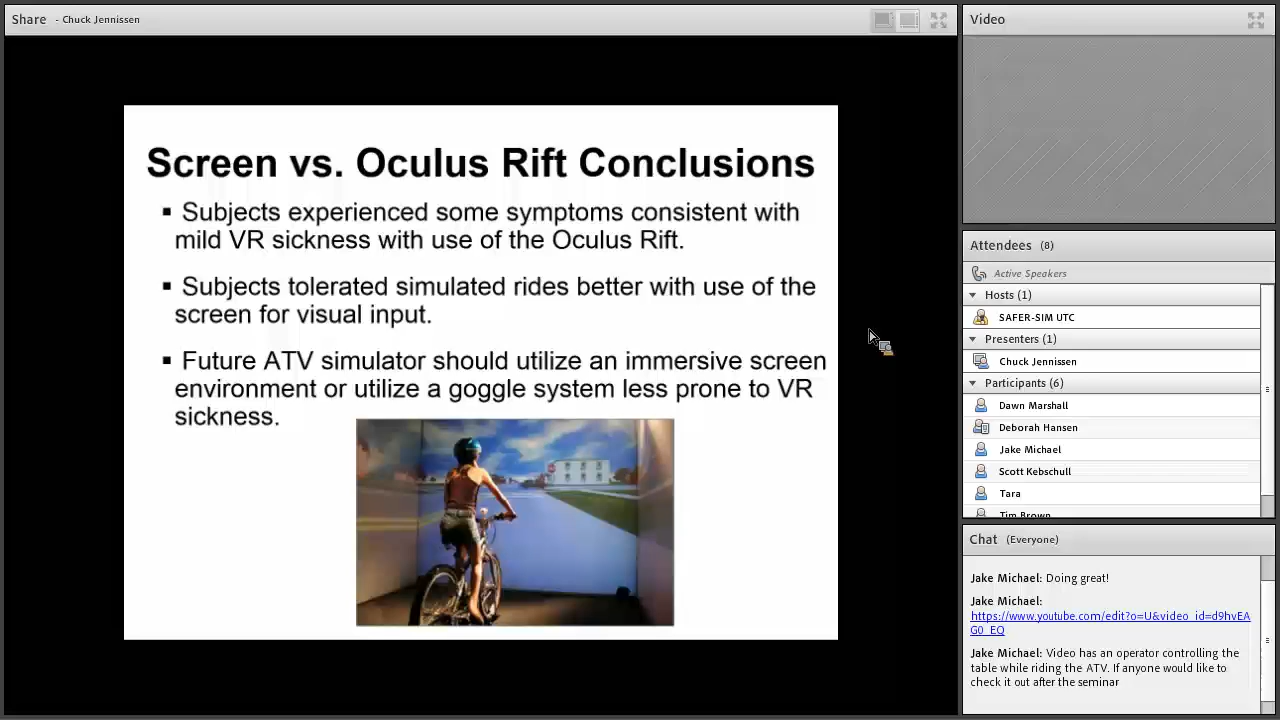 Share - Chuck Jennissen
Screen vs. Oculus Rift Conclusions
▪ Subjects experienced some symptoms consistent with
mild VR sickness with use of the Oculus Rift.
▪ Subjects tolerated simulated rides better with use of the
screen for visual input.
▪ Future ATV simulator should utilize an immersive screen
environment or utilize a goggle system less prone to VR
sickness.
Video
Attendees (8)
Active Speakers
Hosts (1)
SAFER-SIM UTC
Presenters (1)
Chuck Jennissen
Participants (6)
Dawn Marshall
Deborah Hansen
Jake Michael
Scott Kebschull
Tara
Tim Brown
Chat (Everyone)
Jake Michael: Doing great!
Jake Michael:
https://www.youtube.com/edit?o=U&video_id=d9hvEA
G0_EQ
Jake Michael: Video has an operator controlling the
table while riding the ATV. If anyone would like to
check it out after the seminar